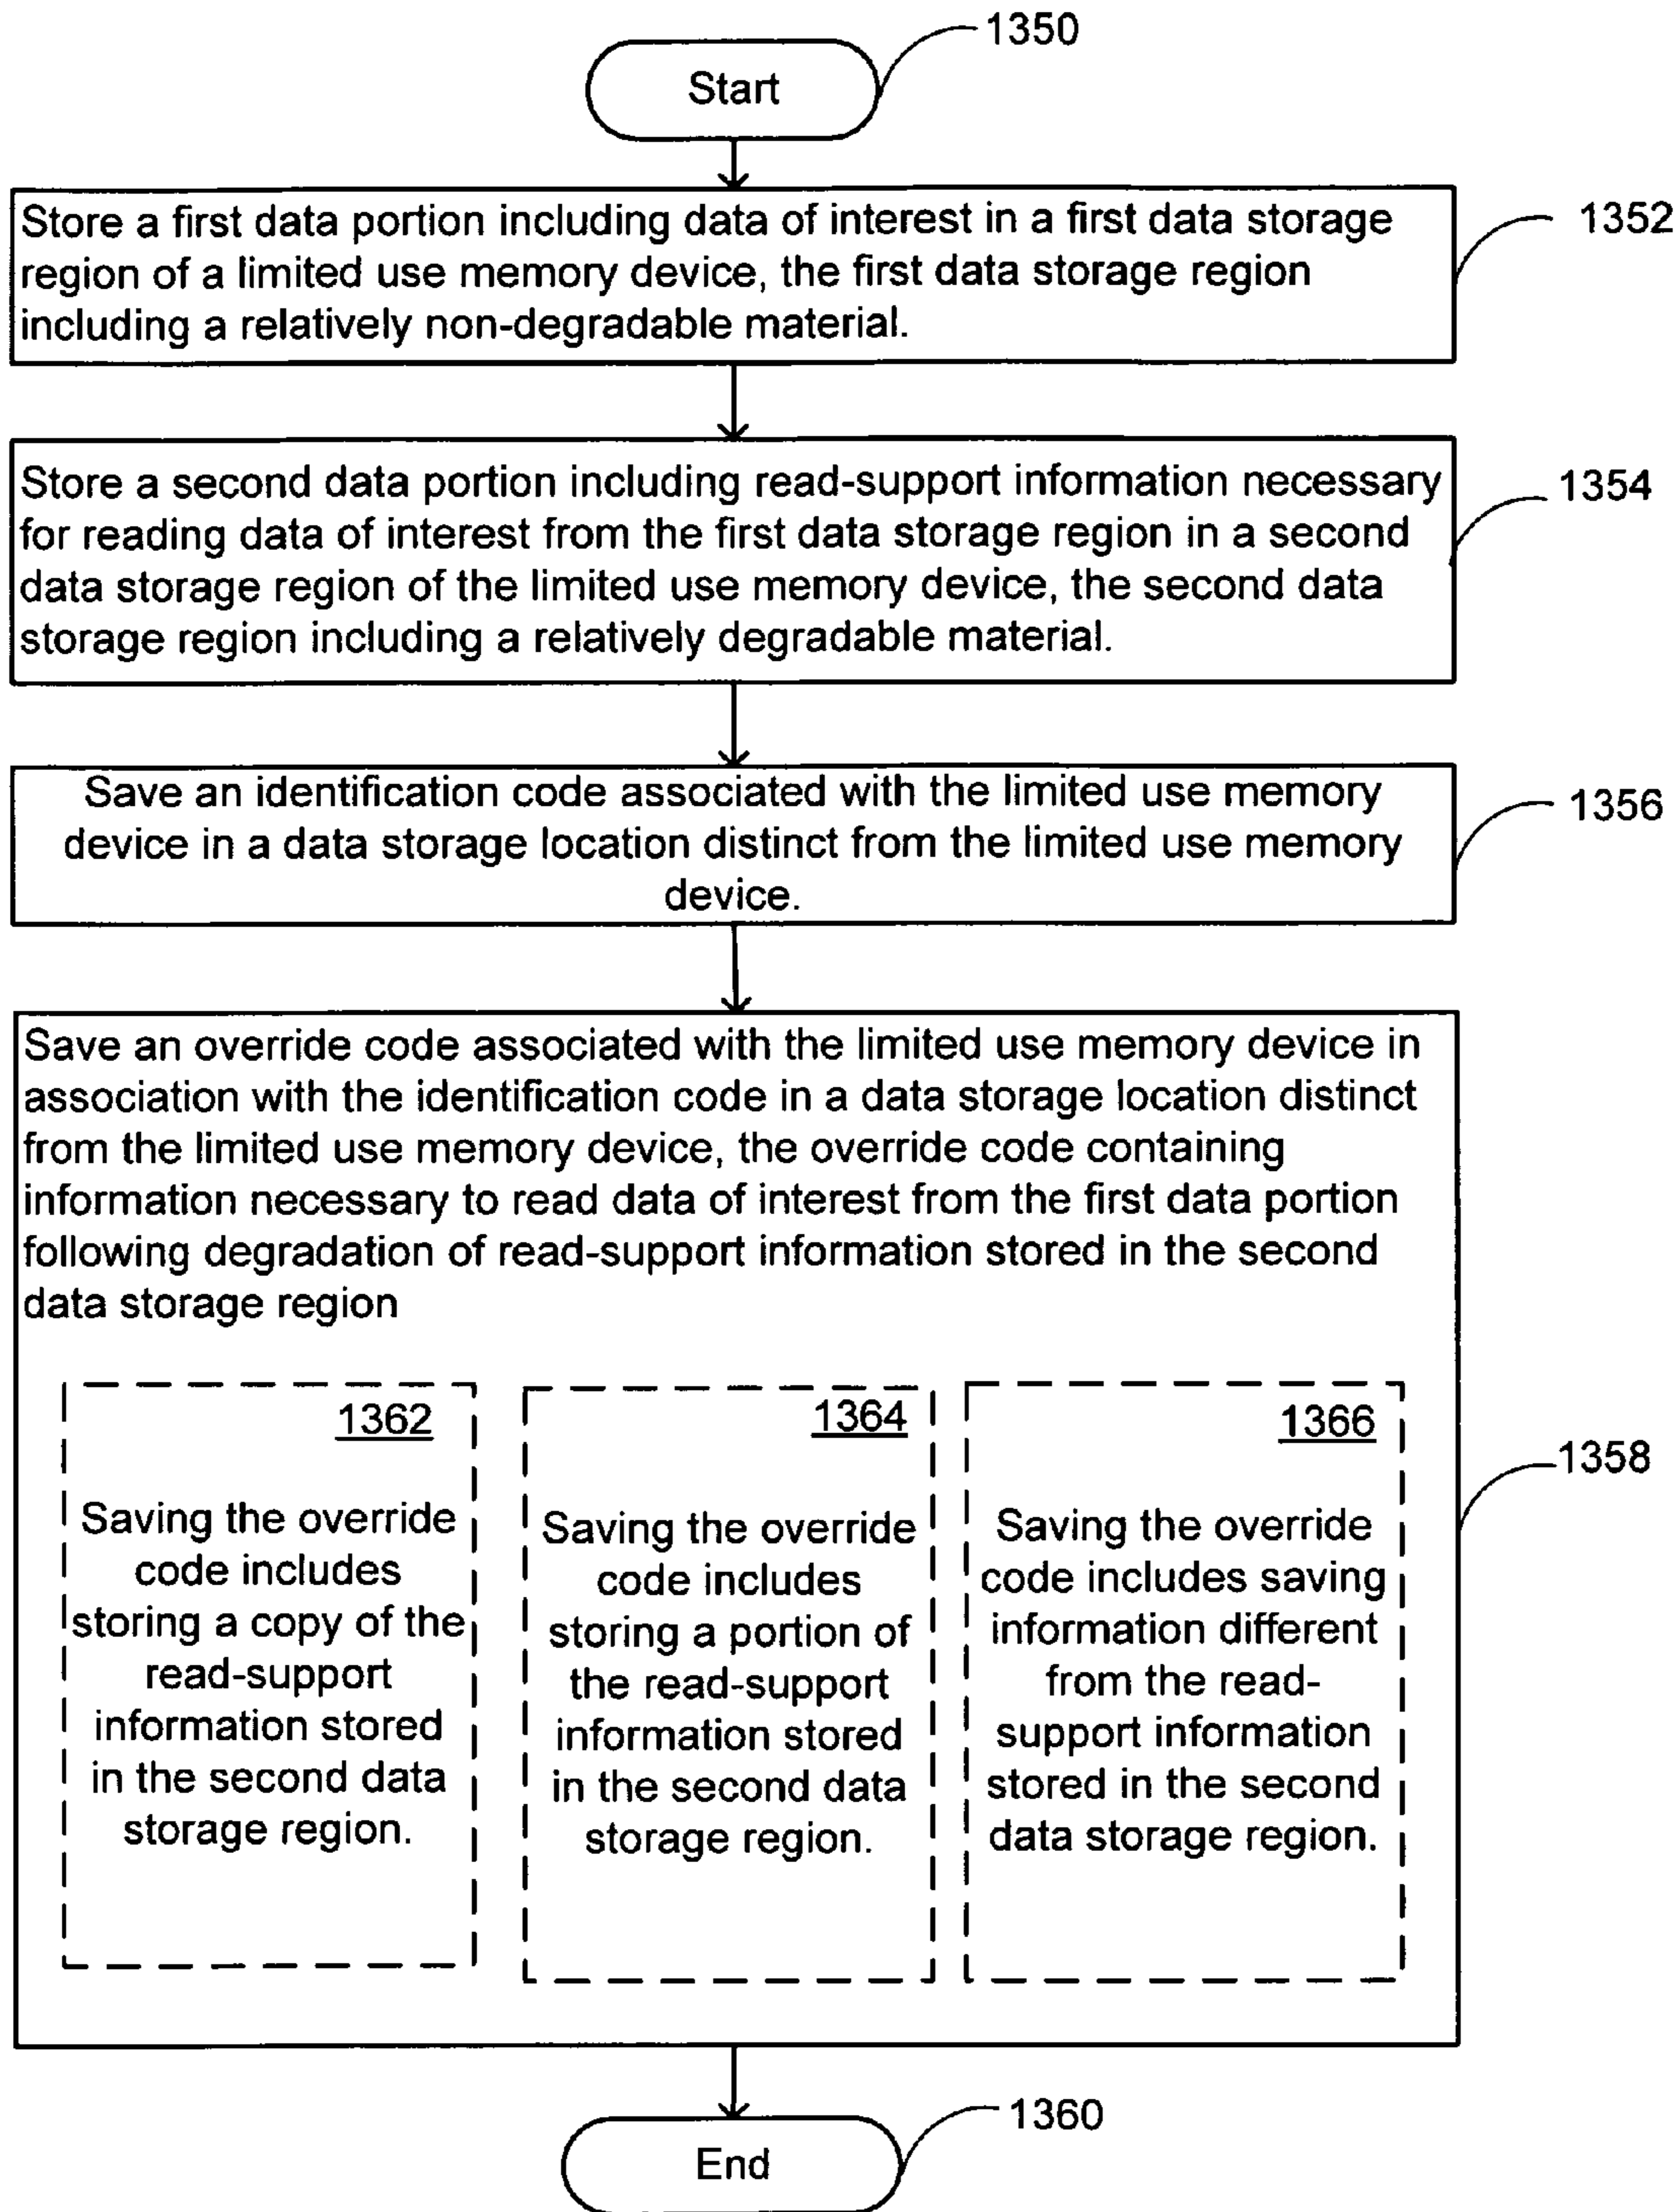 1350
Start
1352
Store a first data portion including data of interest in a first data storage
region of a limited use memory device, the first data storage region
including a relatively non-degradable material.
1354
Store a second data portion including read-support information necessary
for reading data of interest from the first data storage region in a second
data storage region of the limited use memory device, the second data
storage region including a relatively degradable material.
1356
Save an identification code associated with the limited use memory
device in a data storage location distinct from the limited use memory
device.
Save an override code associated with the limited use memory device in
association with the identification code in a data storage location distinct
from the limited use memory device, the override code containing
information necessary to read data of interest from the first data portion
following degradation of read-support information stored in the second
data storage region
1362
Saving the override
code includes
storing a copy of the
read-support
information stored
in the second data
storage region.
1364
Saving the override
code includes
storing a portion of
the read-support
information stored
in the second data
storage region.
1366
Saving the override
code includes saving
information different
from the read-
support information
stored in the second
data storage region.
1358
1360
End